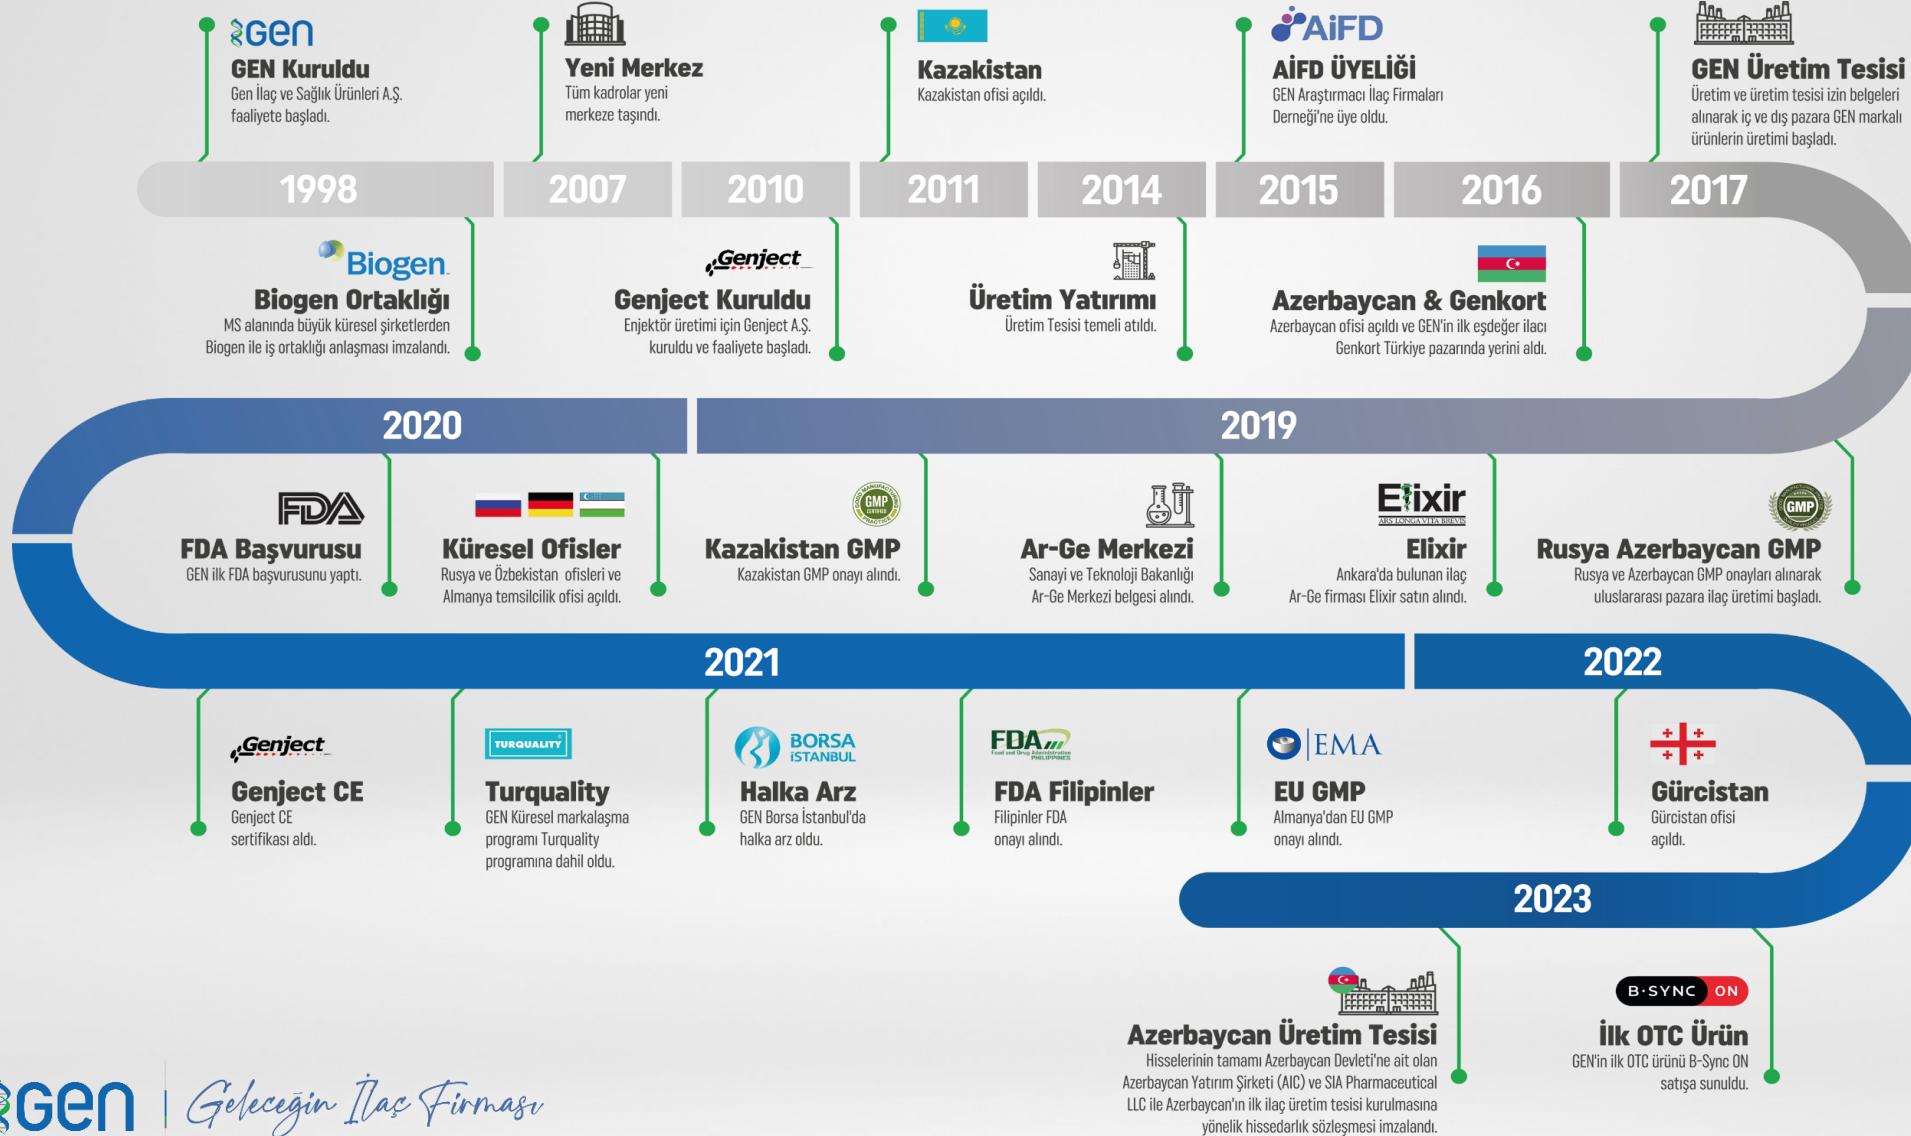 GEN
GEN Kuruldu
Gen İlaç ve Sağlık Ürünleri A.Ş.
faaliyete başladı.
Yeni Merkez
Tüm kadrolar yeni
merkeze taşındı.
Kazakistan
Kazakistan ofisi açıldı.
AiFD
AİFD ÜYELİĞİ
GEN Araştırmacı İlaç Firmaları
Derneği'ne üye oldu.
GEN Üretim Tesisi
Üretim ve üretim tesisi izin belgeleri
alınarak iç ve dış pazara GEN markalı
ürünlerin üretimi başladı.
1998
2007
2010
2011
2014
2015
2016
2017
Biogen.
Biogen Ortaklığı
MS alanında büyük küresel şirketlerden
Biogen ile iş ortaklığı anlaşması imzalandı.
Genject
Genject Kuruldu
Enjektör üretimi için Genject A.Ş.
kuruldu ve faaliyete başladı.
Üretim Yatırımı
Üretim Tesisi temeli atıldı.
Azerbaycan & Genkort
Azerbaycan ofisi açıldı ve GEN'in ilk eşdeğer ilacı
Genkort Türkiye pazarında yerini aldı.
2020
2019
FDA
FDA Başvurusu
GEN ilk FDA başvurusunu yaptı.
Küresel Ofisler
Rusya ve Özbekistan ofisleri ve
Almanya temsilcilik ofisi açıldı.
GOOD MANUFACTURING
GMP
CERTIFIED
PRACTICE
Kazakistan GMP
Kazakistan GMP onayı alındı.
Ar-Ge Merkezi
Sanayi ve Teknoloji Bakanlığı
Ar-Ge Merkezi belgesi alındı.
Elixir
ARS LONGA VITA BREVIS
Elixir
Ankara'da bulunan ilaç
Ar-Ge firması Elixir satın alındı.
GMP
Rusya Azerbaycan GMP
Rusya ve Azerbaycan GMP onayları alınarak
uluslararası pazara ilaç üretimi başladı.
2021
2022
Genject
Genject CE
Genject CE
sertifikası aldı.
TURQUALITY
Turquality
GEN Küresel markalaşma
programı Turquality
programına dahil oldu.
BORSA
İSTANBUL
Halka Arz
GEN Borsa İstanbul'da
halka arz oldu.
FDA
Food and Drug Administration
PHILIPPINES
FDA Filipinler
Filipinler FDA
onayı alındı.
EMA
EU GMP
Almanya'dan EU GMP
onayı alındı.
Gürcistan
Gürcistan ofisi
açıldı.
2023
Azerbaycan Üretim Tesisi
Hisselerinin tamamı Azerbaycan Devleti'ne ait olan
Azerbaycan Yatırım Şirketi (AIC) ve SIA Pharmaceutical
LLC ile Azerbaycan'ın ilk ilaç üretim tesisi kurulmasına
yönelik hissedarlık sözleşmesi imzalandı.
B·SYNC ON
İlk OTC Ürün
GEN'in ilk OTC ürünü B-Sync ON
satışa sunuldu.
GEN
Geleceğin İlaç Firması